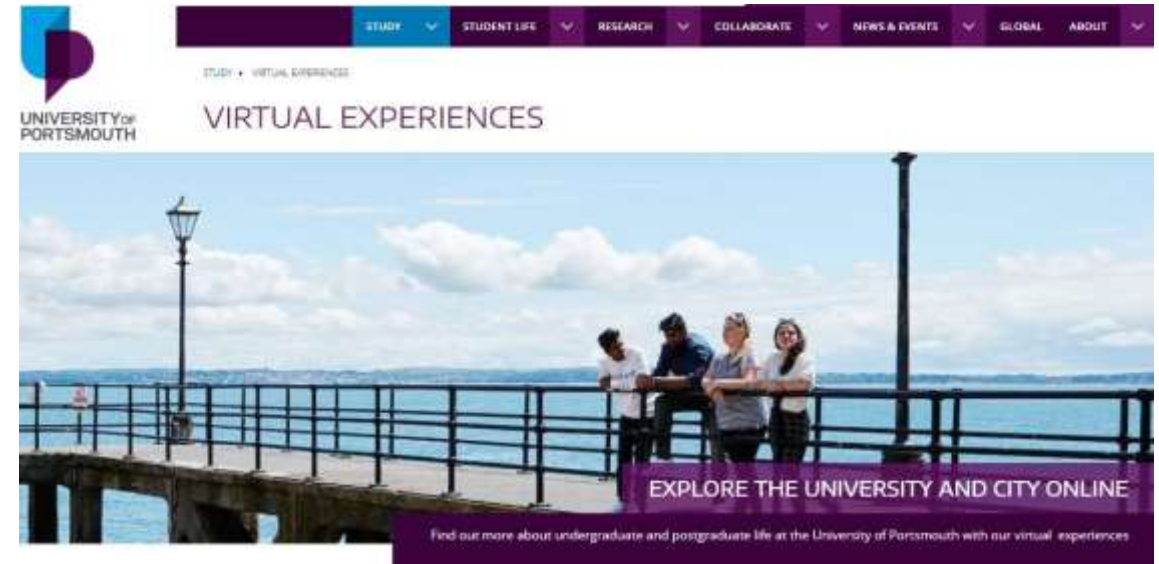 STUDY STUDENT LIFE RESEARCH COLLABORATE NEWS & EVENTS GLOBAL ABOUT
STUDY VIRTUAL EXPERIENCES
UNIVERSITY OF
PORTSMOUTH
VIRTUAL EXPERIENCES
EXPLORE THE UNIVERSITY AND CITY ONLINE
Find out more about undergraduate and postgraduate life at the University of Portsmouth with our virtual experiences